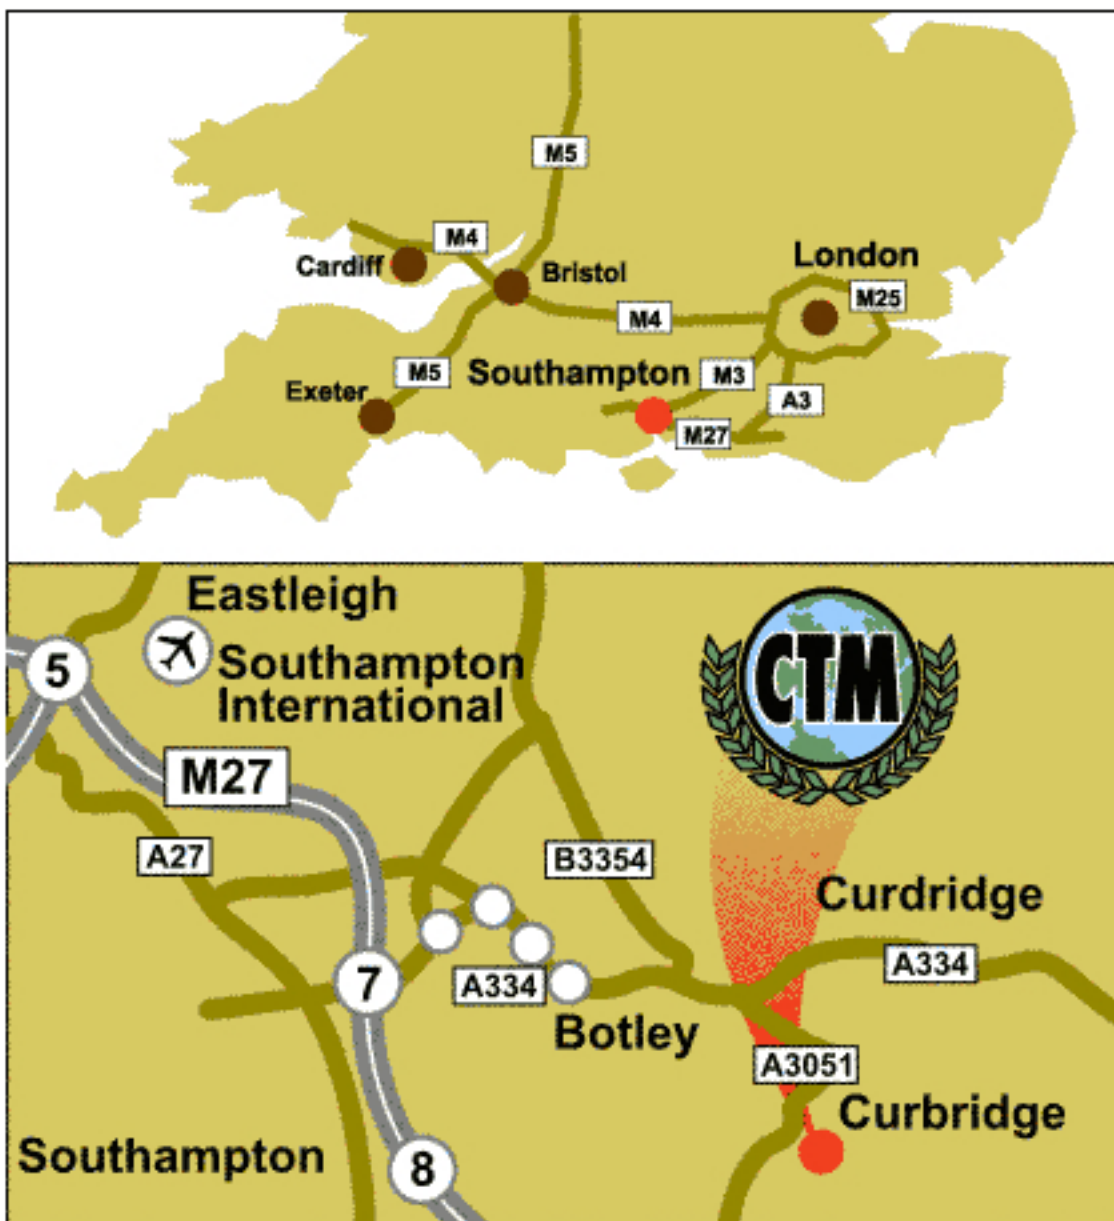 M5
M4
Cardiff
Bristol
London
M25
M4
M5
Southampton
M3
Exeter
A3
M27
Eastleigh
Southampton
International
5
CTM
M27
A27
B3354
Curdridge
A334
7
A334
Botley
A3051
Curbridge
Southampton
8